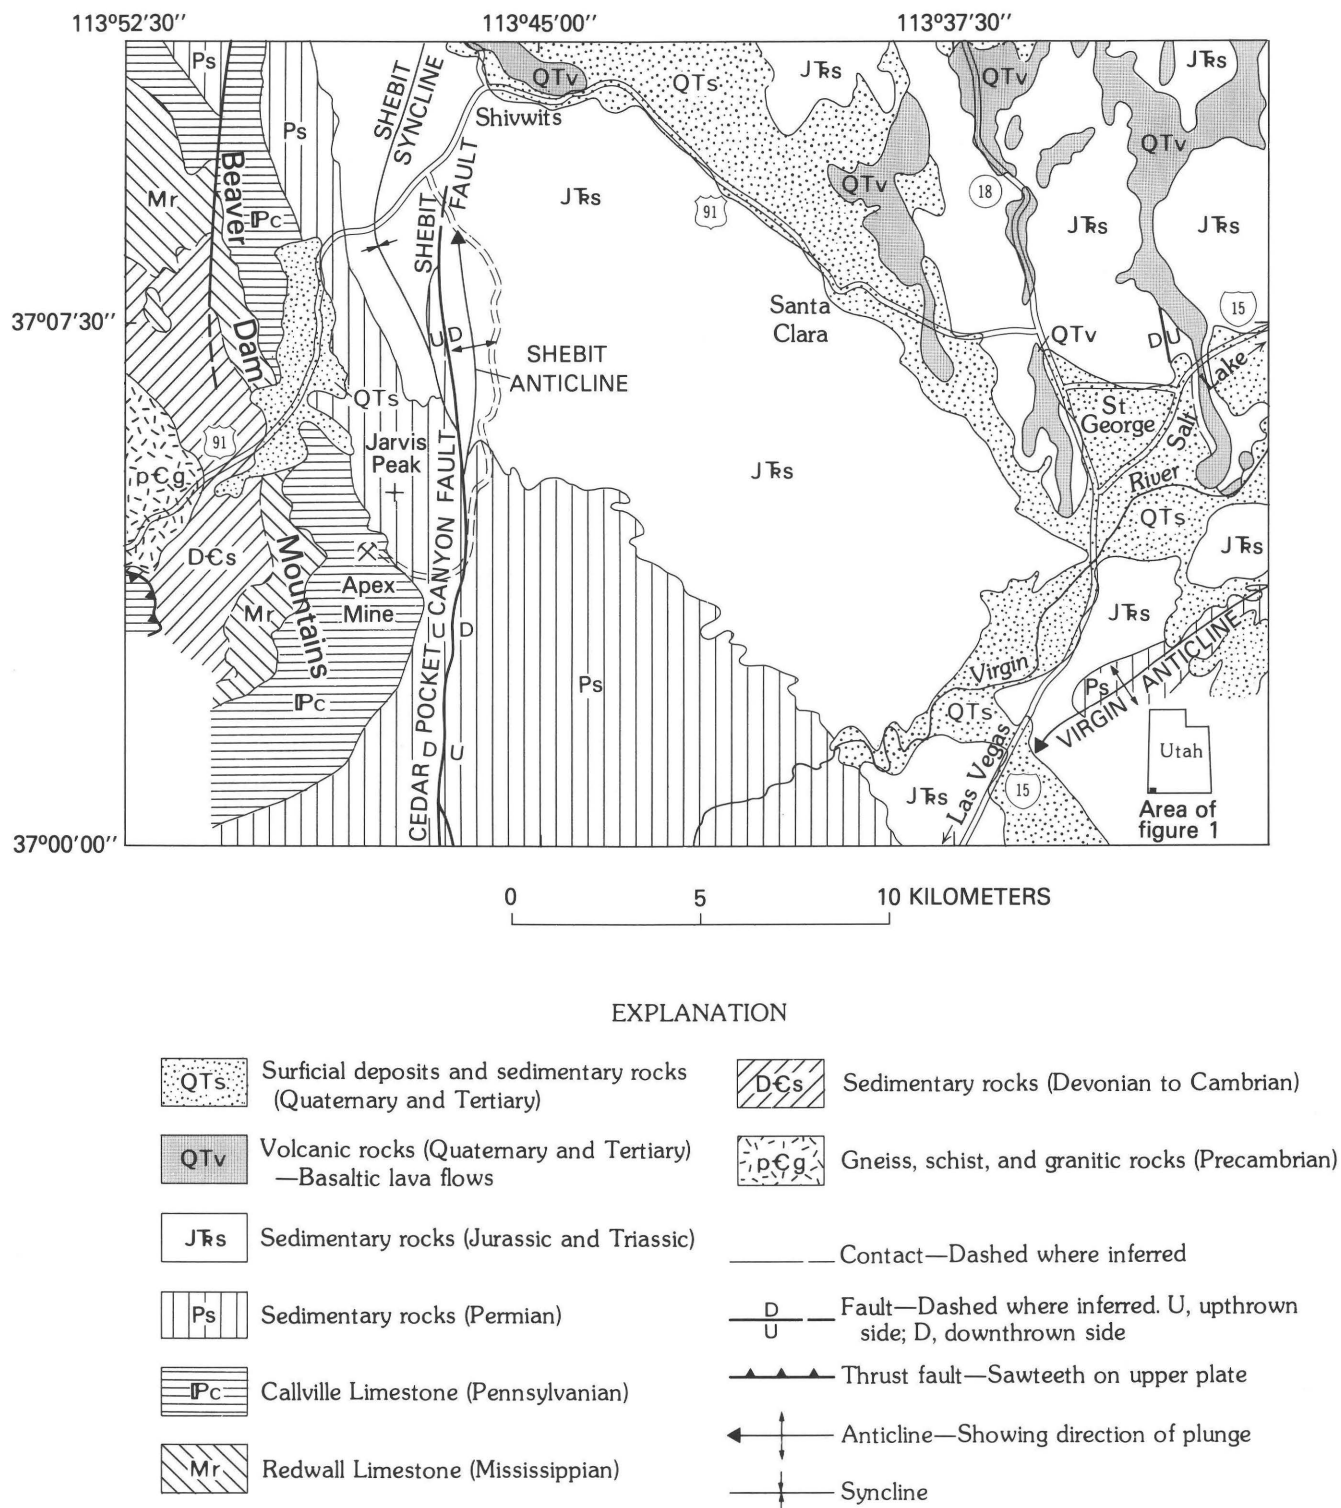 113°52'30''
113°45'00''
113°37'30''
Ps
SHEBIT
SYNCLINE
QTv
QTs
JTRs
QTv
JTRs
Ps
Shivwits
Beaver
Mr
ℙc
SHEBIT FAULT
JTRs
91
QTv
18
QTv
JTRs
JTRs
37°07'30''
Dam
U D
SHEBIT
ANTICLINE
Santa
Clara
QTv
D U
15
QTs
St
George
Salt Lake
91
Jarvis
Peak
JTRs
River
p€g
QTs
D€s
Mountains
Apex
Mine
JTRs
Mr
U D
JTRs
CEDAR POCKET CANYON FAULT
ℙc
Ps
Virgin
Ps
VIRGIN ANTICLINE
QTs
D U
Utah
JTRs
Las Vegas
15
Area of
figure 1
37°00'00''
0 5 10 KILOMETERS
EXPLANATION
QTs Surficial deposits and sedimentary rocks
(Quaternary and Tertiary)
QTv Volcanic rocks (Quaternary and Tertiary)
—Basaltic lava flows
JTRs Sedimentary rocks (Jurassic and Triassic)
Ps Sedimentary rocks (Permian)
ℙc Callville Limestone (Pennsylvanian)
Mr Redwall Limestone (Mississippian)
D€s Sedimentary rocks (Devonian to Cambrian)
p€g Gneiss, schist, and granitic rocks (Precambrian)
Contact—Dashed where inferred
D
U
Fault—Dashed where inferred. U, upthrown
side; D, downthrown side
Thrust fault—Sawteeth on upper plate
Anticline—Showing direction of plunge
Syncline